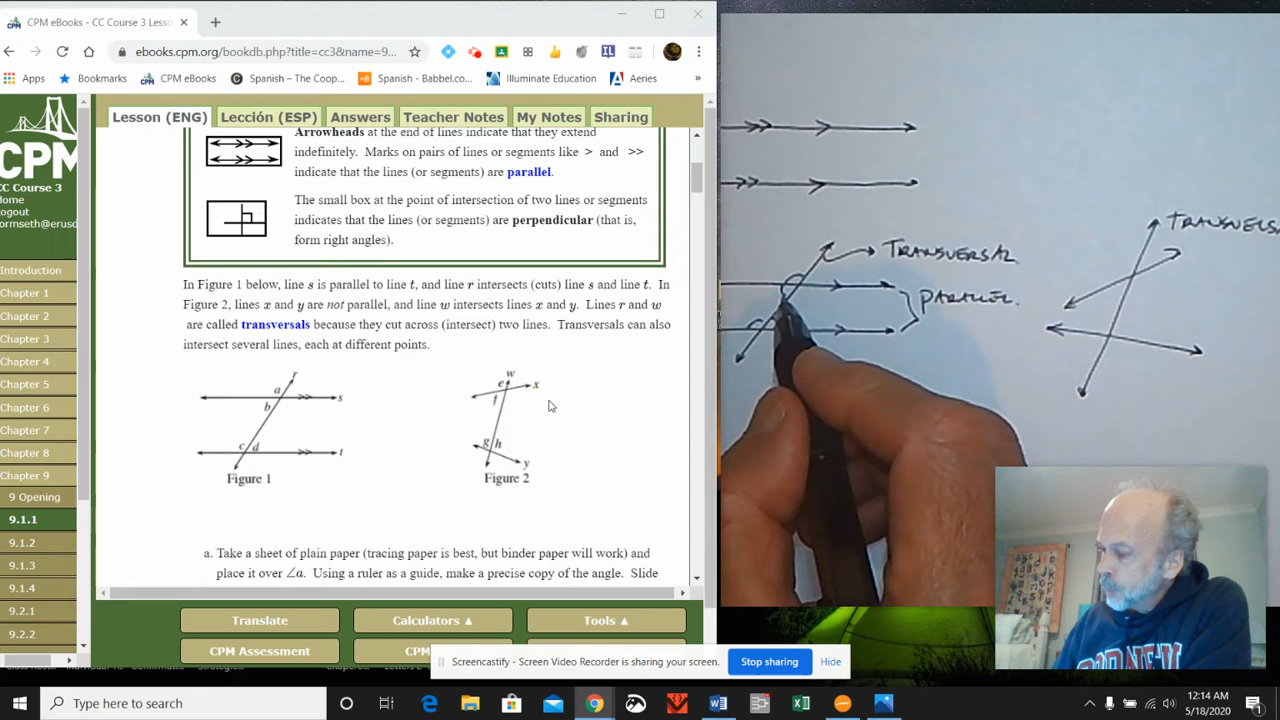 CPM eBooks - CC Course 3 Lesso
ebooks.cpm.org/bookdb.php?title=cc3&name=9...
Apps
Bookmarks
CPM eBooks
Spanish – The Coop...
Spanish - Babbel.co...
Illuminate Education
Aeries
»
CPM
CC Course 3
Home
Logout
ormseth@erusd
Introduction
Chapter 1
Chapter 2
Chapter 3
Chapter 4
Chapter 5
Chapter 6
Chapter 7
Chapter 8
Chapter 9
9 Opening
9.1.1
9.1.2
9.1.3
9.1.4
9.2.1
9.2.2
Lesson (ENG)
Lección (ESP)
Answers
Teacher Notes
My Notes
Sharing
Arrowheads at the end of lines indicate that they extend
indefinitely. Marks on pairs of lines or segments like > and >>
indicate that the lines (or segments) are parallel.
The small box at the point of intersection of two lines or segments
indicates that the lines (or segments) are perpendicular (that is,
form right angles).
In Figure 1 below, line s is parallel to line t, and line r intersects (cuts) line s and line t. In
Figure 2, lines x and y are not parallel, and line w intersects lines x and y. Lines r and w
are called transversals because they cut across (intersect) two lines. Transversals can also
intersect several lines, each at different points.
r
a
b
s
c d
t
Figure 1
w
e
x
f
g h
y
Figure 2
a. Take a sheet of plain paper (tracing paper is best, but binder paper will work) and
place it over ∠a. Using a ruler as a guide, make a precise copy of the angle. Slide
Translate
Calculators ▲
Tools ▲
CPM Assessment
CP
Screencastify - Screen Video Recorder is sharing your screen.
Stop sharing
Hide
TRANSVERSAL
PARALLEL.
TRANSVERSA
Type here to search
12:14 AM
5/18/2020